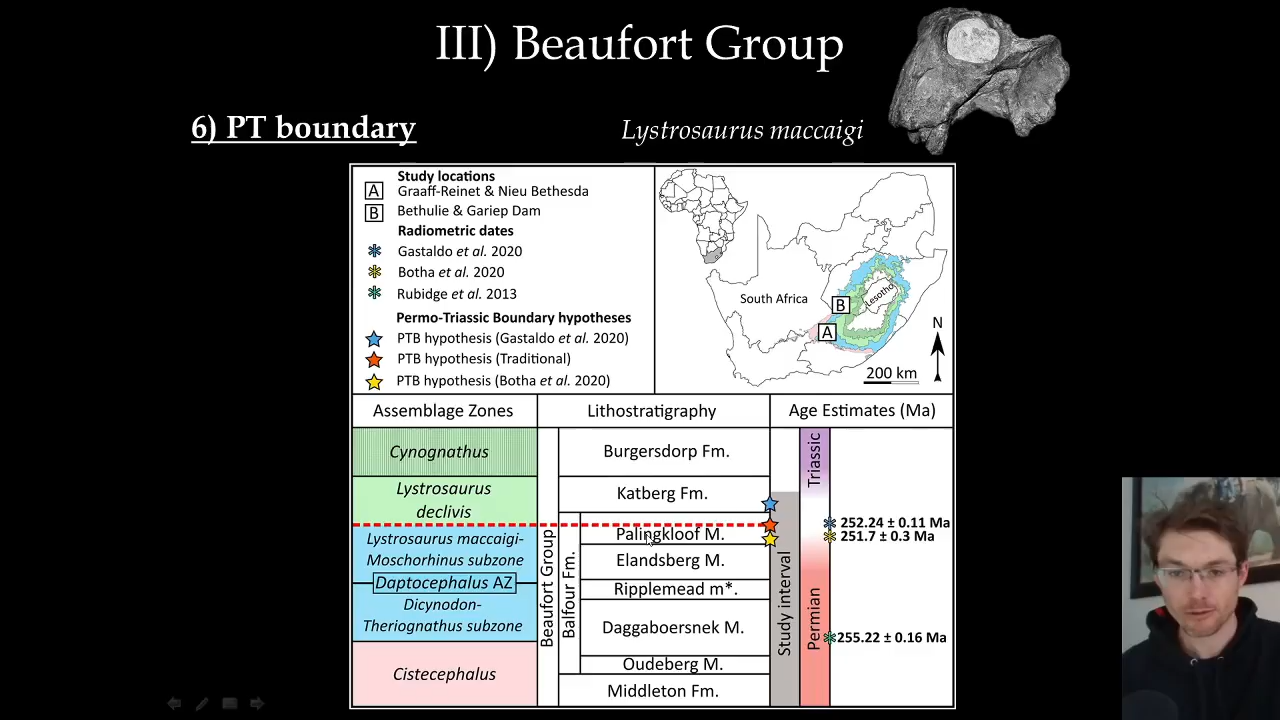 III) Beaufort Group
6) PT boundary
Lystrosaurus maccaigi
Study locations
A Graaff-Reinet & Nieu Bethesda
B Bethulie & Gariep Dam
Radiometric dates
Gastaldo et al. 2020
Botha et al. 2020
Rubidge et al. 2013
Permo-Triassic Boundary hypotheses
PTB hypothesis (Gastaldo et al. 2020)
PTB hypothesis (Traditional)
PTB hypothesis (Botha et al. 2020)
South Africa
Lesotho
B
A
N
200 km
Assemblage Zones
Lithostratigraphy
Age Estimates (Ma)
Cynognathus
Lystrosaurus
declivis
Lystrosaurus maccaigi-
Moschorhinus subzone
Daptocephalus AZ
Dicynodon-
Theriognathus subzone
Cistecephalus
Beaufort Group
Balfour Fm.
Burgersdorp Fm.
Katberg Fm.
Palingkloof M.
Elandsberg M.
Ripplemead m*.
Daggaboersnek M.
Oudeberg M.
Middleton Fm.
Study interval
Triassic
Permian
252.24 ± 0.11 Ma
251.7 ± 0.3 Ma
255.22 ± 0.16 Ma